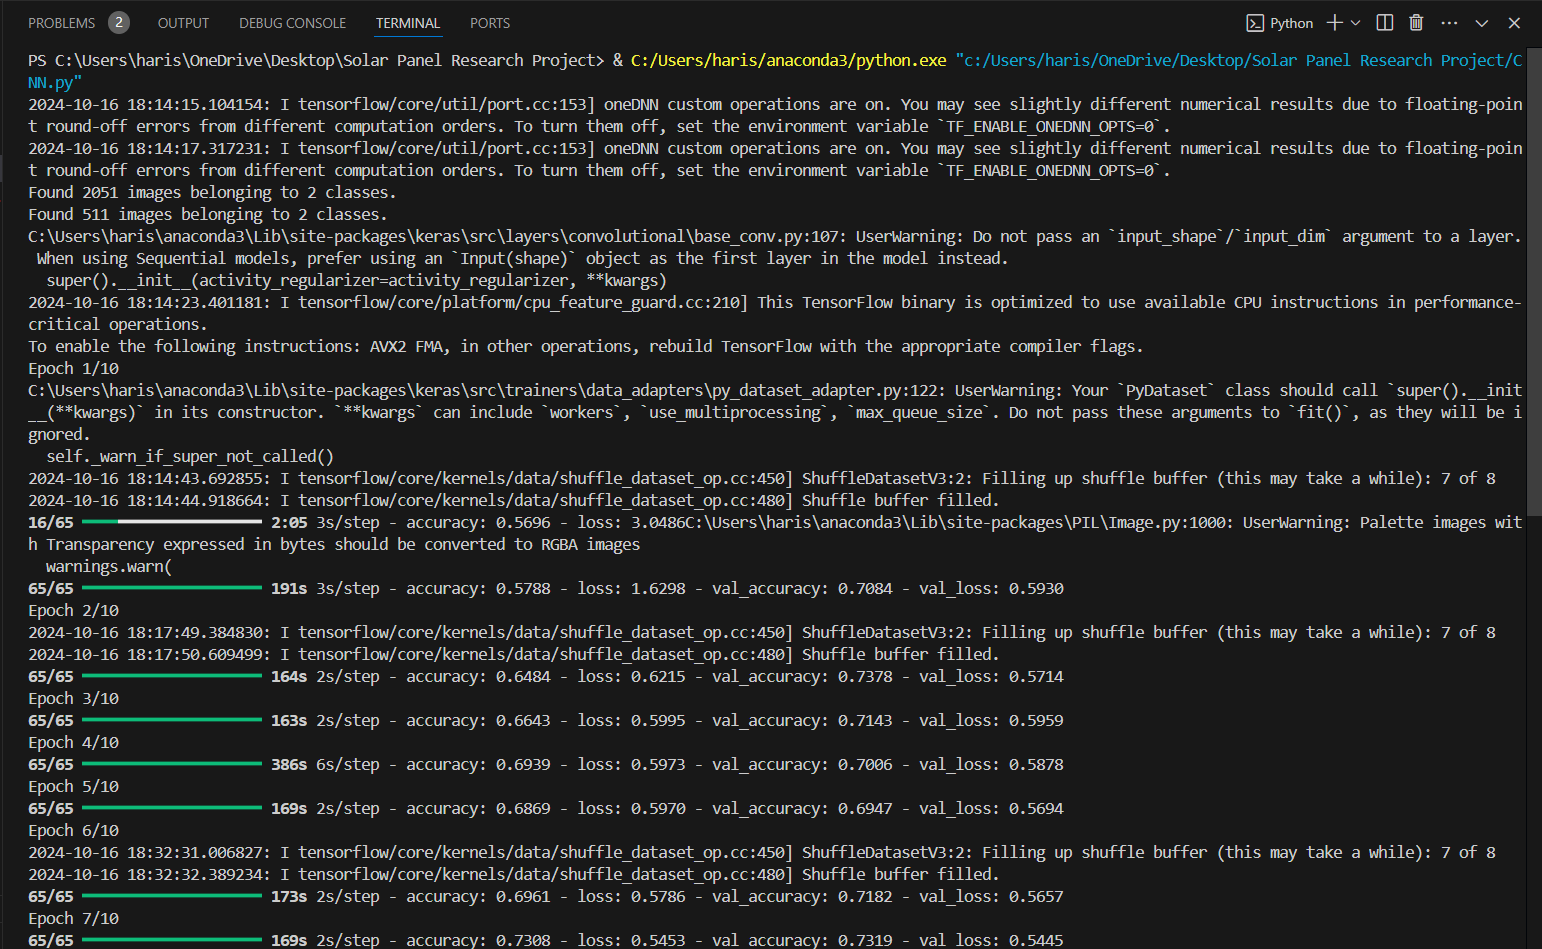 PROBLEMS 2 OUTPUT DEBUG CONSOLE TERMINAL PORTS Python
PS C:\Users\haris\OneDrive\Desktop\Solar Panel Research Project> & C:/Users/haris/anaconda3/python.exe "c:/Users/haris/OneDrive/Desktop/Solar Panel Research Project/C
NN.py"
2024-10-16 18:14:15.104154: I tensorflow/core/util/port.cc:153] oneDNN custom operations are on. You may see slightly different numerical results due to floating-poin
t round-off errors from different computation orders. To turn them off, set the environment variable `TF_ENABLE_ONEDNN_OPTS=0`.
2024-10-16 18:14:17.317231: I tensorflow/core/util/port.cc:153] oneDNN custom operations are on. You may see slightly different numerical results due to floating-poin
t round-off errors from different computation orders. To turn them off, set the environment variable `TF_ENABLE_ONEDNN_OPTS=0`.
Found 2051 images belonging to 2 classes.
Found 511 images belonging to 2 classes.
C:\Users\haris\anaconda3\Lib\site-packages\keras\src\layers\convolutional\base_conv.py:107: UserWarning: Do not pass an `input_shape`/`input_dim` argument to a layer.
When using Sequential models, prefer using an `Input(shape)` object as the first layer in the model instead.
super().__init__(activity_regularizer=activity_regularizer, **kwargs)
2024-10-16 18:14:23.401181: I tensorflow/core/platform/cpu_feature_guard.cc:210] This TensorFlow binary is optimized to use available CPU instructions in performance-
critical operations.
To enable the following instructions: AVX2 FMA, in other operations, rebuild TensorFlow with the appropriate compiler flags.
Epoch 1/10
C:\Users\haris\anaconda3\Lib\site-packages\keras\src\trainers\data_adapters\py_dataset_adapter.py:122: UserWarning: Your `PyDataset` class should call `super().__init
__(**kwargs)` in its constructor. `**kwargs` can include `workers`, `use_multiprocessing`, `max_queue_size`. Do not pass these arguments to `fit()`, as they will be i
gnored.
self._warn_if_super_not_called()
2024-10-16 18:14:43.692855: I tensorflow/core/kernels/data/shuffle_dataset_op.cc:450] ShuffleDatasetV3:2: Filling up shuffle buffer (this may take a while): 7 of 8
2024-10-16 18:14:44.918664: I tensorflow/core/kernels/data/shuffle_dataset_op.cc:480] Shuffle buffer filled.
16/65 2:05 3s/step - accuracy: 0.5696 - loss: 3.0486C:\Users\haris\anaconda3\Lib\site-packages\PIL\Image.py:1000: UserWarning: Palette images wit
h Transparency expressed in bytes should be converted to RGBA images
warnings.warn(
65/65 191s 3s/step - accuracy: 0.5788 - loss: 1.6298 - val_accuracy: 0.7084 - val_loss: 0.5930
Epoch 2/10
2024-10-16 18:17:49.384830: I tensorflow/core/kernels/data/shuffle_dataset_op.cc:450] ShuffleDatasetV3:2: Filling up shuffle buffer (this may take a while): 7 of 8
2024-10-16 18:17:50.609499: I tensorflow/core/kernels/data/shuffle_dataset_op.cc:480] Shuffle buffer filled.
65/65 164s 2s/step - accuracy: 0.6484 - loss: 0.6215 - val_accuracy: 0.7378 - val_loss: 0.5714
Epoch 3/10
65/65 163s 2s/step - accuracy: 0.6643 - loss: 0.5995 - val_accuracy: 0.7143 - val_loss: 0.5959
Epoch 4/10
65/65 386s 6s/step - accuracy: 0.6939 - loss: 0.5973 - val_accuracy: 0.7006 - val_loss: 0.5878
Epoch 5/10
65/65 169s 2s/step - accuracy: 0.6869 - loss: 0.5970 - val_accuracy: 0.6947 - val_loss: 0.5694
Epoch 6/10
2024-10-16 18:32:31.006827: I tensorflow/core/kernels/data/shuffle_dataset_op.cc:450] ShuffleDatasetV3:2: Filling up shuffle buffer (this may take a while): 7 of 8
2024-10-16 18:32:32.389234: I tensorflow/core/kernels/data/shuffle_dataset_op.cc:480] Shuffle buffer filled.
65/65 173s 2s/step - accuracy: 0.6961 - loss: 0.5786 - val_accuracy: 0.7182 - val_loss: 0.5657
Epoch 7/10
65/65 169s 2s/step - accuracy: 0.7308 - loss: 0.5453 - val_accuracy: 0.7319 - val_loss: 0.5445